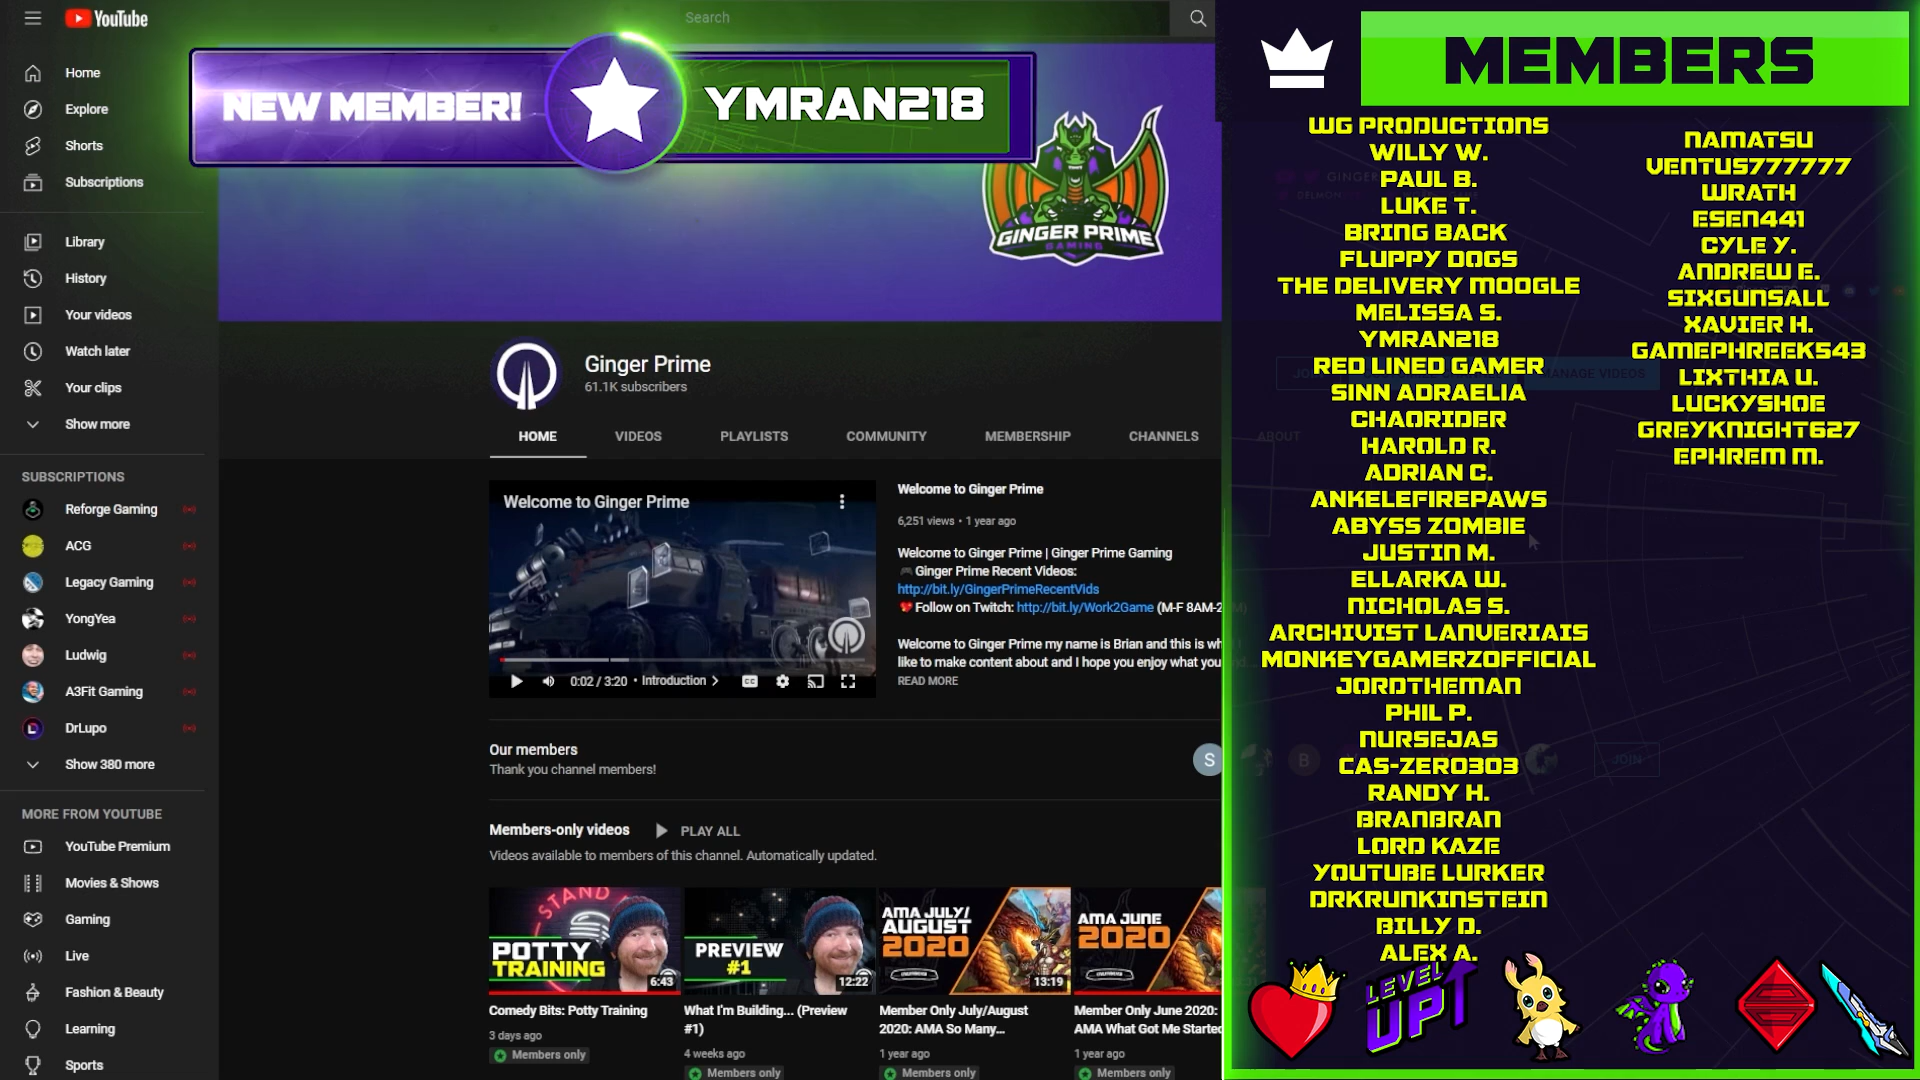 YouTube
Search
Home
Explore
Shorts
Subscriptions
Library
History
Your videos
Watch later
Your clips
Show more
SUBSCRIPTIONS
Reforge Gaming
ACG
Legacy Gaming
YongYea
Ludwig
A3Fit Gaming
DrLupo
Show 380 more
MORE FROM YOUTUBE
YouTube Premium
Movies & Shows
Gaming
Live
Fashion & Beauty
Learning
Sports
NEW MEMBER!
YMRAN218
GINGER PRIME
GAMING
Ginger Prime
61.1K subscribers
HOME
VIDEOS
PLAYLISTS
COMMUNITY
MEMBERSHIP
CHANNELS
ABOUT
Welcome to Ginger Prime
0:02 / 3:20 • Introduction
CC
Welcome to Ginger Prime
6,251 views • 1 year ago
Welcome to Ginger Prime | Ginger Prime Gaming
🎮 Ginger Prime Recent Videos:
http://bit.ly/GingerPrimeRecentVids
❤️ Follow on Twitch: http://bit.ly/Work2Game (M-F 8AM-2
Welcome to Ginger Prime my name is Brian and this is
like to make content about and I hope you enjoy what you
READ MORE
Our members
Thank you channel members!
S
B
JOIN
Members-only videos
PLAY ALL
Videos available to members of this channel. Automatically updated.
STAND
POTTY
TRAINING
6:43
Comedy Bits: Potty Training
3 days ago
Members only
PREVIEW
#1
12:22
What I'm Building... (Preview
#1)
4 weeks ago
Members only
AMA JULY/
AUGUST
2020
13:19
Member Only July/August
2020: AMA So Many...
1 year ago
Members only
AMA JUNE
2020
Member Only June 2020:
AMA What Got Me Started
1 year ago
Members only
MEMBERS
WG PRODUCTIONS
WILLY W.
PAUL B.
LUKE T.
BRING BACK
FLUPPY DOGS
THE DELIVERY MOOGLE
MELISSA S.
YMRAN218
RED LINED GAMER
SINN ADRAELIA
CHAORIDER
HAROLD R.
ADRIAN C.
ANKELEFIREPAWS
ABYSS ZOMBIE
JUSTIN M.
ELLARKA W.
NICHOLAS S.
ARCHIVIST LANVERIAIS
MONKEYGAMERZOFFICIAL
JORDTHEMAN
PHIL P.
NURSEJAS
CAS-ZERO303
RANDY H.
BRANBRAN
LORD KAZE
YOUTUBE LURKER
DRKRUNKINSTEIN
BILLY D.
ALEX A.
NAMATSU
VENTUS777777
WRATH
ESEN441
CYLE Y.
ANDREW E.
SIXGUNSALL
XAVIER H.
GAMEPHREEK543
LIXTHIA U.
LUCKYSHOE
GREYKNIGHT627
EPHREM M.
MANAGE VIDEOS
LEVEL
UP